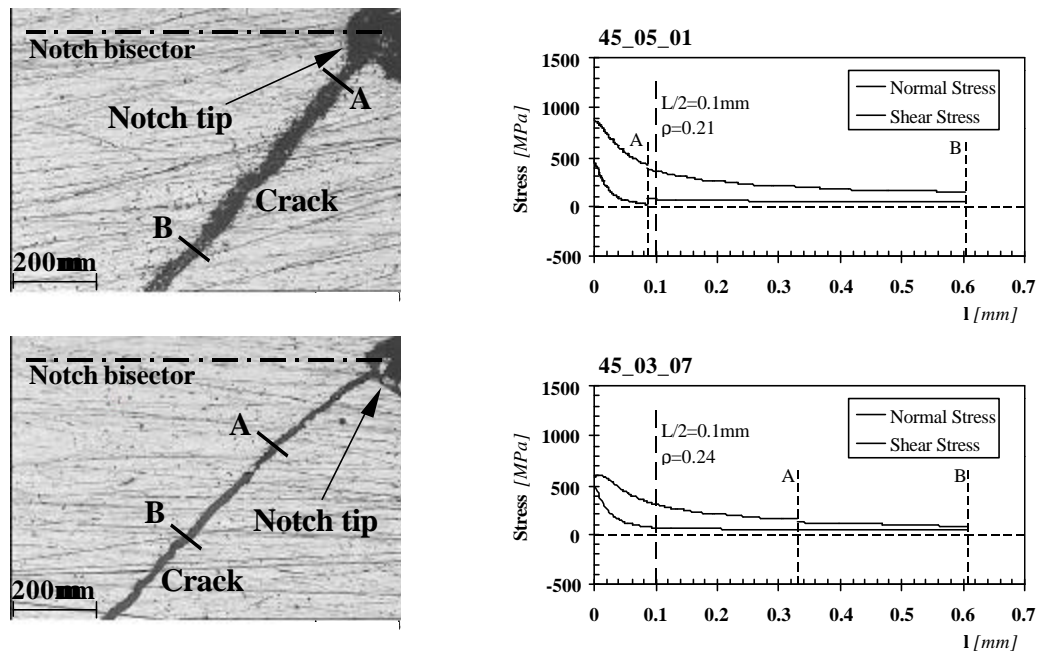 Notch bisector
Notch tip
A
Crack
B
200mm
45_05_01
1500
1000
500
0
-500
Stress [MPa]
Normal Stress
Shear Stress
L/2=0.1mm
ρ=0.21
A
B
0 0.1 0.2 0.3 0.4 0.5 0.6 0.7
l [mm]
Notch bisector
A
B
Notch tip
Crack
200mm
45_03_07
1500
1000
500
0
-500
Stress [MPa]
Normal Stress
Shear Stress
L/2=0.1mm
ρ=0.24
A
B
0 0.1 0.2 0.3 0.4 0.5 0.6 0.7
l [mm]